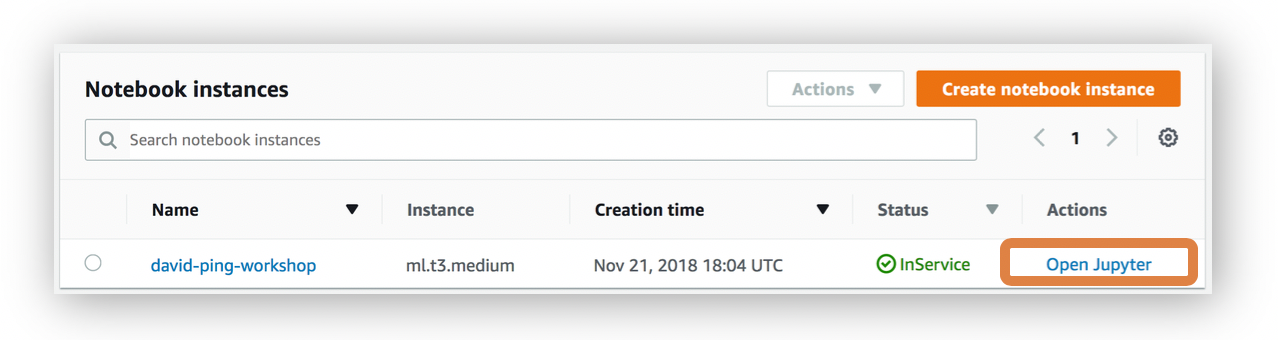 Notebook instances
Actions
Create notebook instance
Search notebook instances
1
Name Instance Creation time Status Actions
david-ping-workshop ml.t3.medium Nov 21, 2018 18:04 UTC InService Open Jupyter